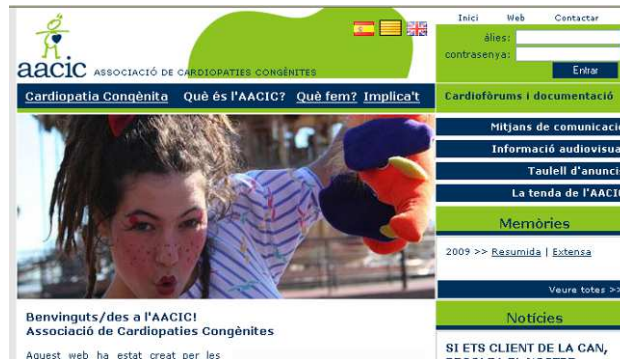 Inici Web Contactar
àlies:
contrasenya:
Entrar
aacic ASSOCIACIÓ DE CARDIOPATIES CONGÈNITES
Cardiopatia Congènita Què és l'AACIC? Què fem? Implica't
Cardiofòrums i documentació
Mitjans de comunicació
Informació audiovisua
Taulell d'anunci
La tenda de l'AACIC
Memòries
2009 >> Resumida | Extensa
Veure totes >>
Notícies
SI ETS CLIENT DE LA CAN,
Benvinguts/des a l'AACIC!
Associació de Cardiopaties Congènites
Aquest web ha estat creat per les